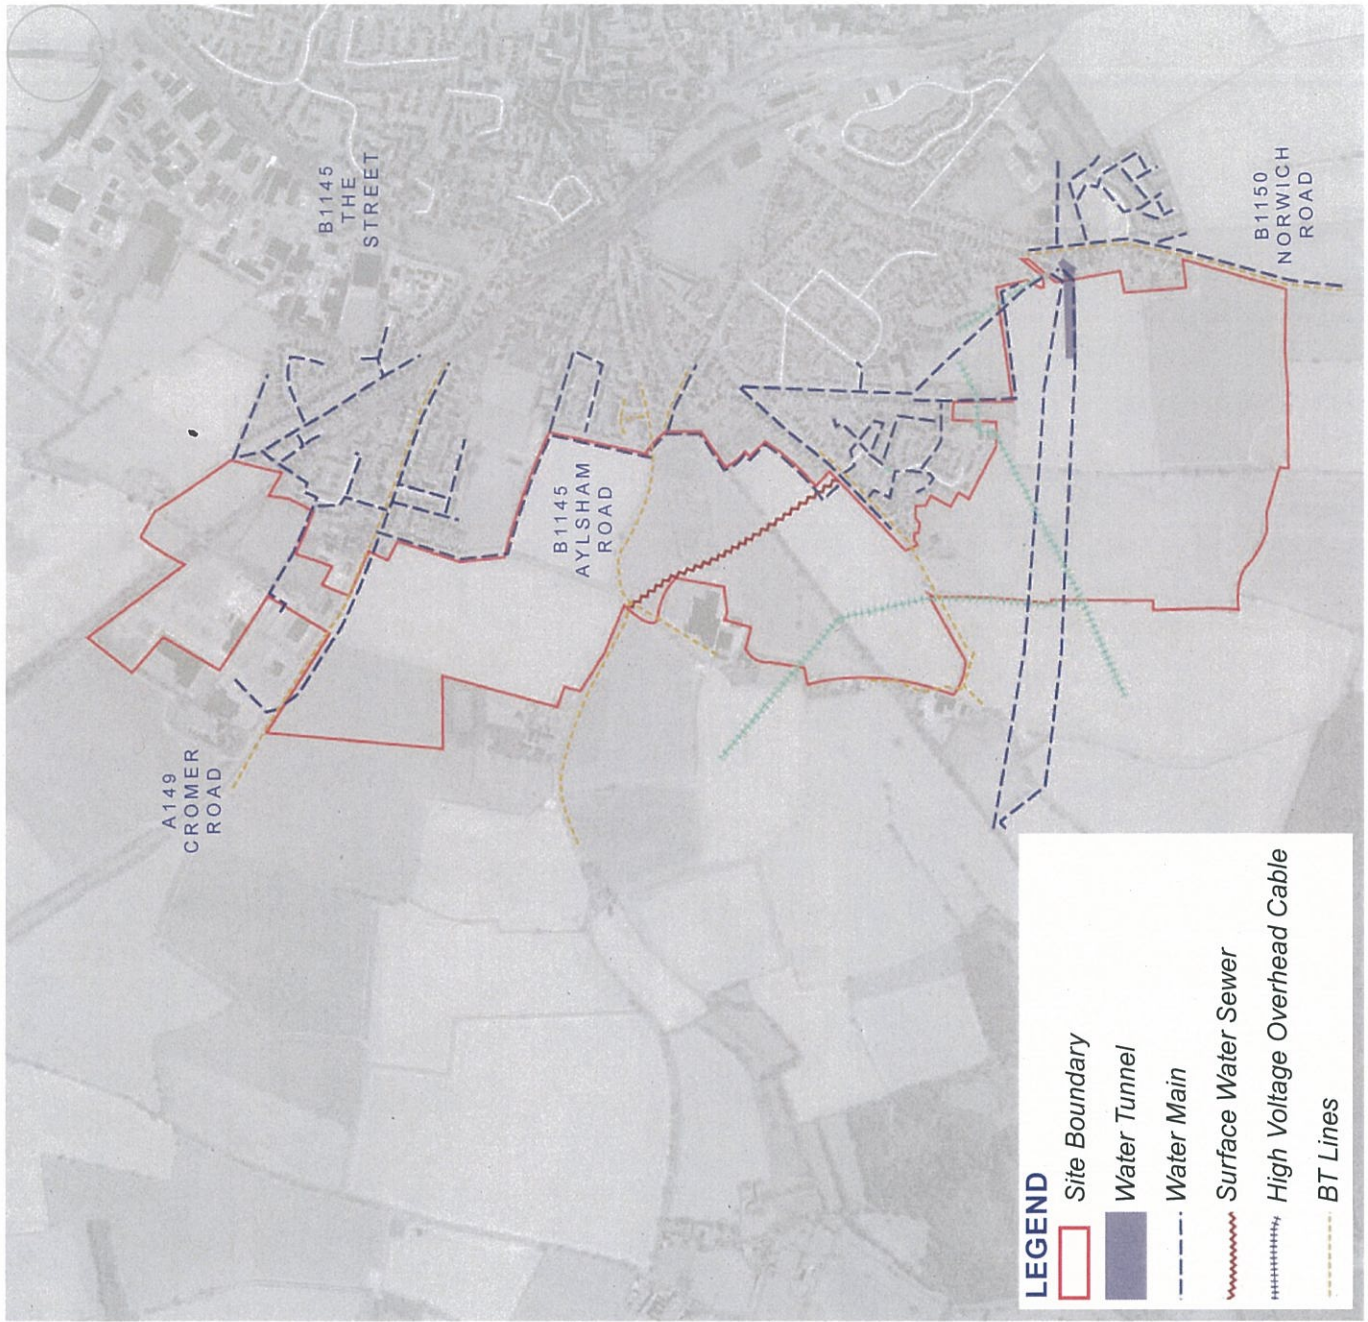 B1145
THE
STREET
B1150
NORWICH
ROAD
B1145
AYLSHAM
ROAD
A149
CROMER
ROAD
LEGEND
Site Boundary
Water Tunnel
Water Main
Surface Water Sewer
High Voltage Overhead Cable
BT Lines